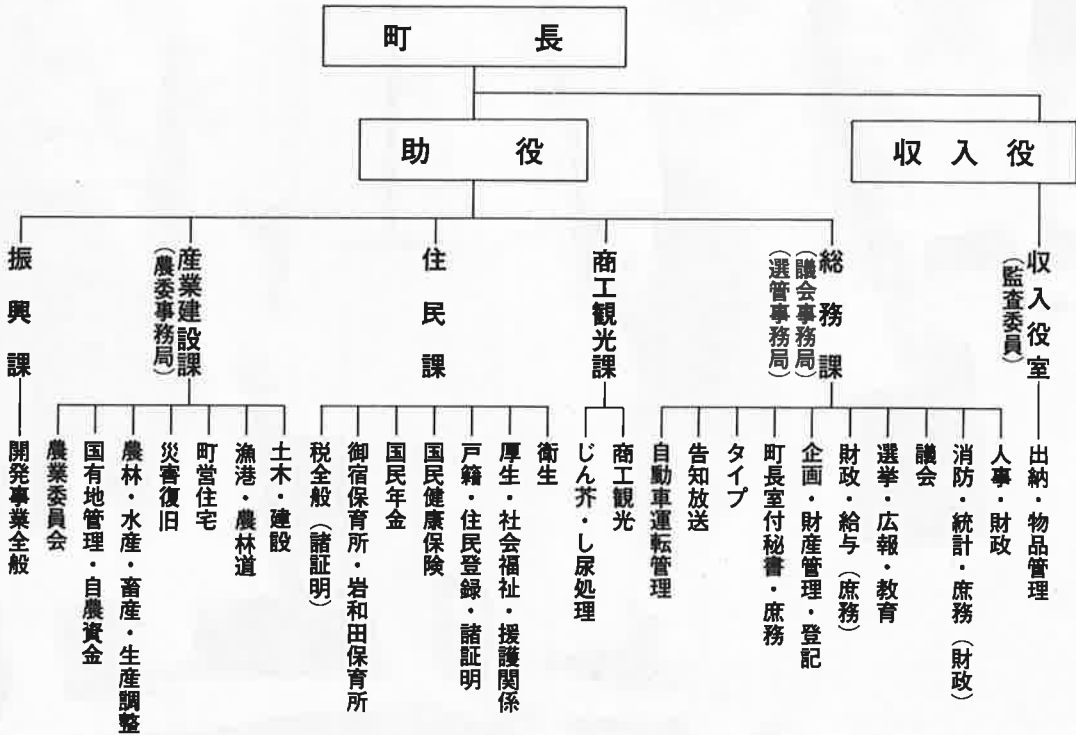 町長
助役
収入役
収入役室
(監査委員)
総務課
(議会事務局)
(選管事務局)
商工観光課
住民課
産業建設課
(農委事務局)
振興課
出納・物品管理
人事・財政
消防・統計・庶務(財政)
議会
選挙・広報・教育
財政・給与(庶務)
企画・財産管理・登記
町長室付秘書・庶務
タイプ
告知放送
自動車運転管理
商工観光
じん芥・し尿処理
衛生
厚生・社会福祉・援護関係
戸籍・住民登録・諸証明
国民健康保険
国民年金
御宿保育所・岩和田保育所
税全般(諸証明)
土木・建設
漁港・農林道
町営住宅
災害復旧
農林・水産・畜産・生産調整
国有地管理・自農資金
農業委員会
開発事業全般